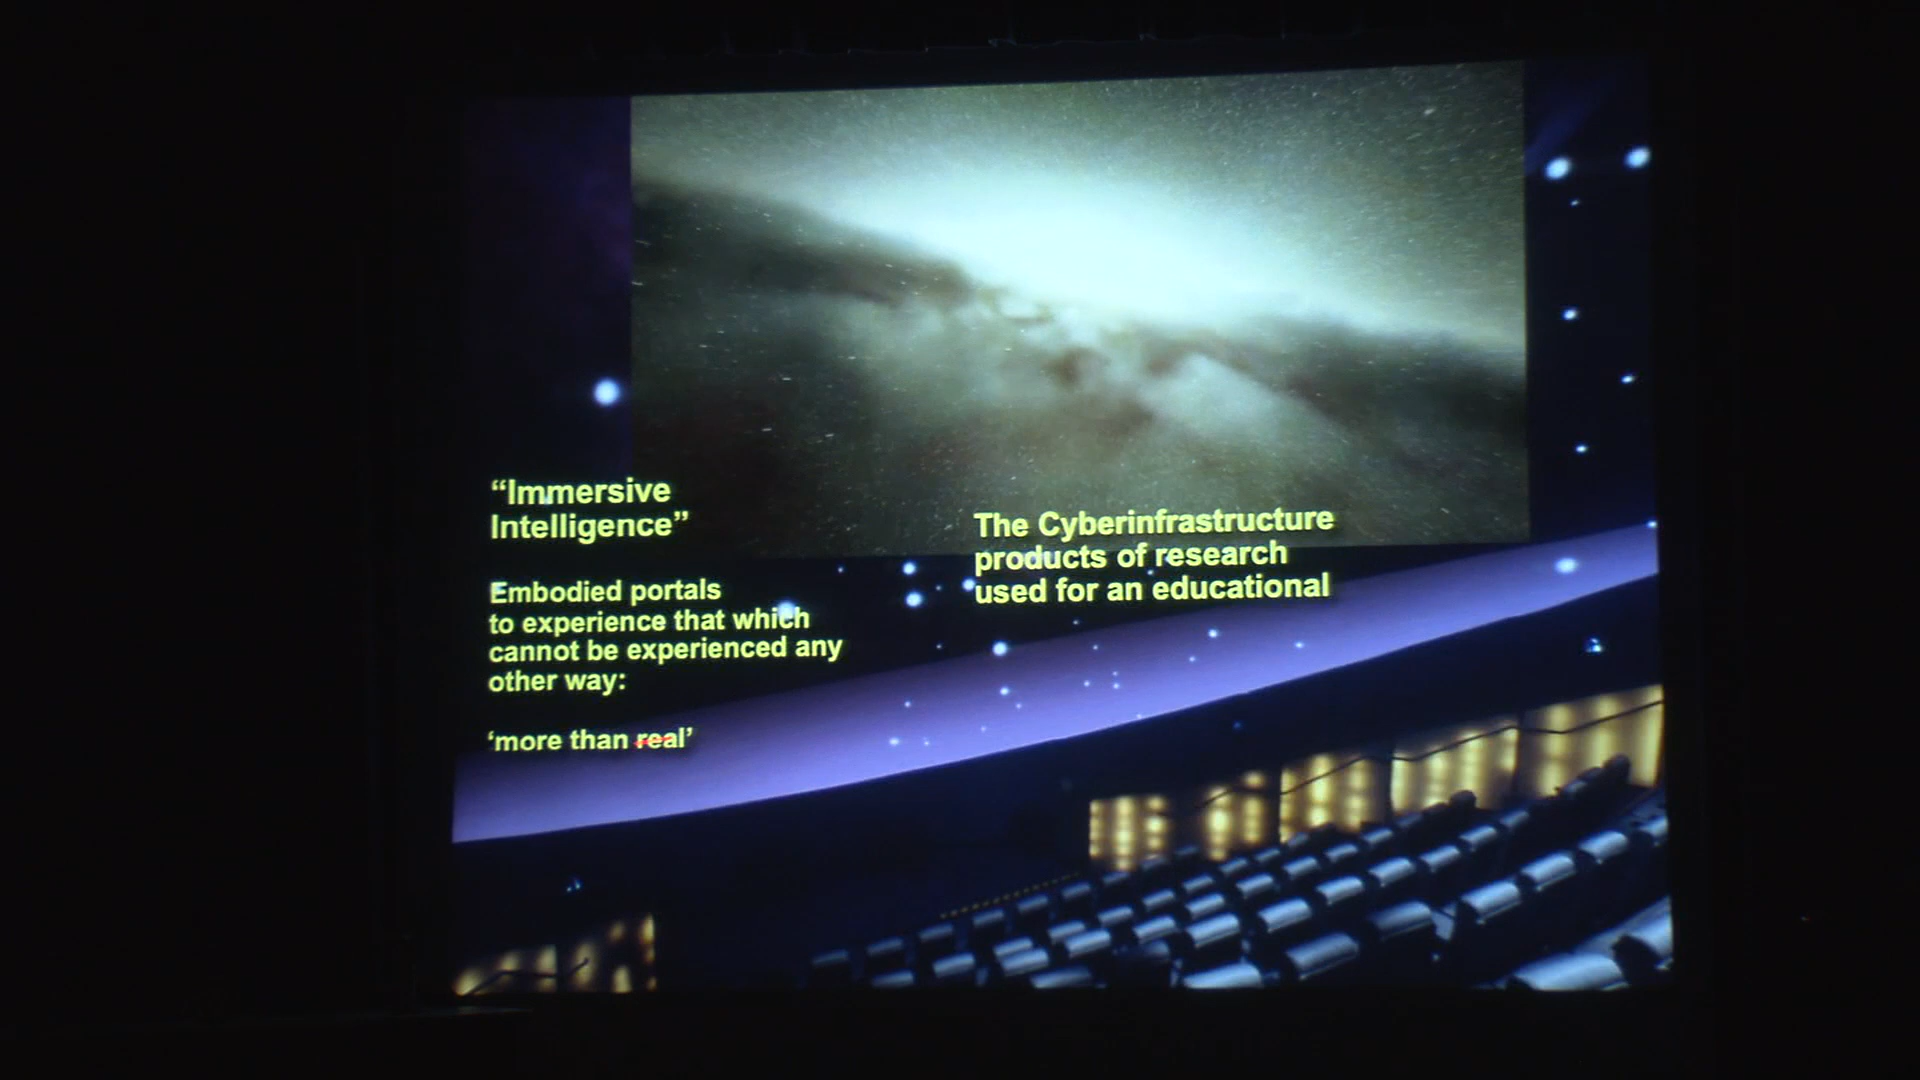 “Immersive
Intelligence”
Embodied portals
to experience that which
cannot be experienced any
other way:
‘more than real’
The Cyberinfrastructure
products of research
used for an educational